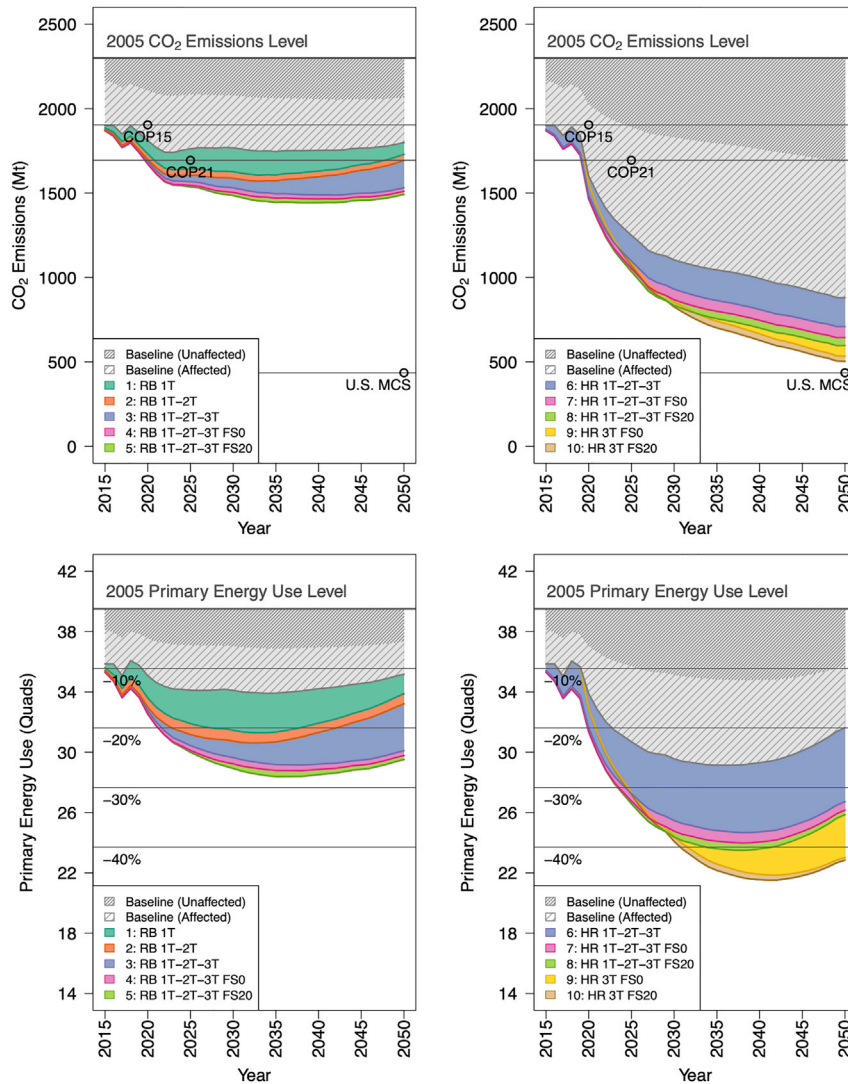 2005 CO2 Emissions Level
CO2 Emissions (Mt)
2500
2000
1500
1000
500
0
COP15
COP21
U.S. MCS
Baseline (Unaffected)
Baseline (Affected)
1: RB 1T
2: RB 1T−2T
3: RB 1T−2T−3T
4: RB 1T−2T−3T FS0
5: RB 1T−2T−3T FS20
2015 2020 2025 2030 2035 2040 2045 2050
Year
2005 CO2 Emissions Level
CO2 Emissions (Mt)
2500
2000
1500
1000
500
0
COP15
COP21
U.S. MCS
Baseline (Unaffected)
Baseline (Affected)
6: HR 1T−2T−3T
7: HR 1T−2T−3T FS0
8: HR 1T−2T−3T FS20
9: HR 3T FS0
10: HR 3T FS20
2015 2020 2025 2030 2035 2040 2045 2050
Year
2005 Primary Energy Use Level
Primary Energy Use (Quads)
42
38
34
30
26
22
18
14
−10%
−20%
−30%
−40%
Baseline (Unaffected)
Baseline (Affected)
1: RB 1T
2: RB 1T−2T
3: RB 1T−2T−3T
4: RB 1T−2T−3T FS0
5: RB 1T−2T−3T FS20
2015 2020 2025 2030 2035 2040 2045 2050
Year
2005 Primary Energy Use Level
Primary Energy Use (Quads)
42
38
34
30
26
22
18
14
−10%
−20%
−30%
−40%
Baseline (Unaffected)
Baseline (Affected)
6: HR 1T−2T−3T
7: HR 1T−2T−3T FS0
8: HR 1T−2T−3T FS20
9: HR 3T FS0
10: HR 3T FS20
2015 2020 2025 2030 2035 2040 2045 2050
Year